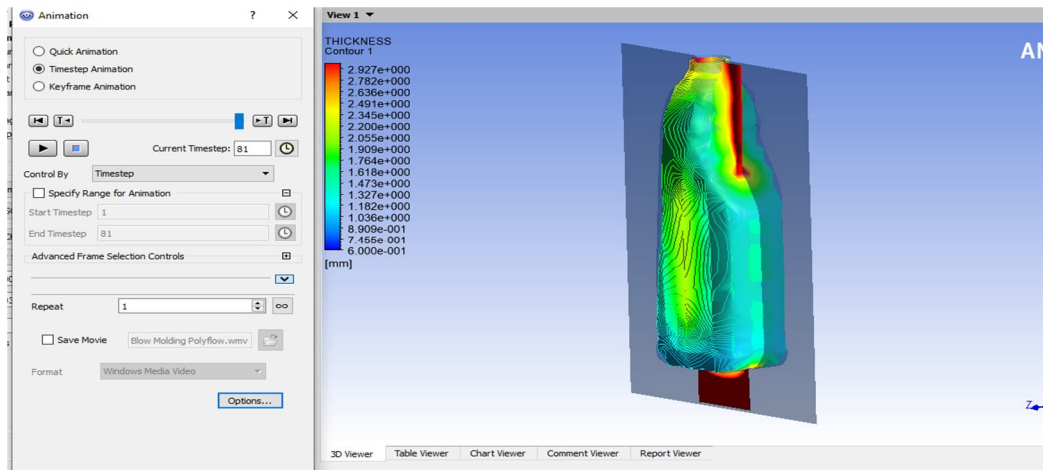 Animation ? ×
Quick Animation
Timestep Animation
Keyframe Animation
Current Timestep: 81
Control By Timestep
Specify Range for Animation
Start Timestep 1
End Timestep 81
Advanced Frame Selection Controls
Repeat 1
Save Movie Blow Molding Polyflow.wmv
Format Windows Media Video
Options...
View 1
THICKNESS
Contour 1
2.927e+000
2.782e+000
2.636e+000
2.491e+000
2.345e+000
2.200e+000
2.055e+000
1.909e+000
1.764e+000
1.618e+000
1.473e+000
1.327e+000
1.182e+000
1.036e+000
8.909e-001
7.455e-001
6.000e-001
[mm]
AN
Z
3D Viewer Table Viewer Chart Viewer Comment Viewer Report Viewer